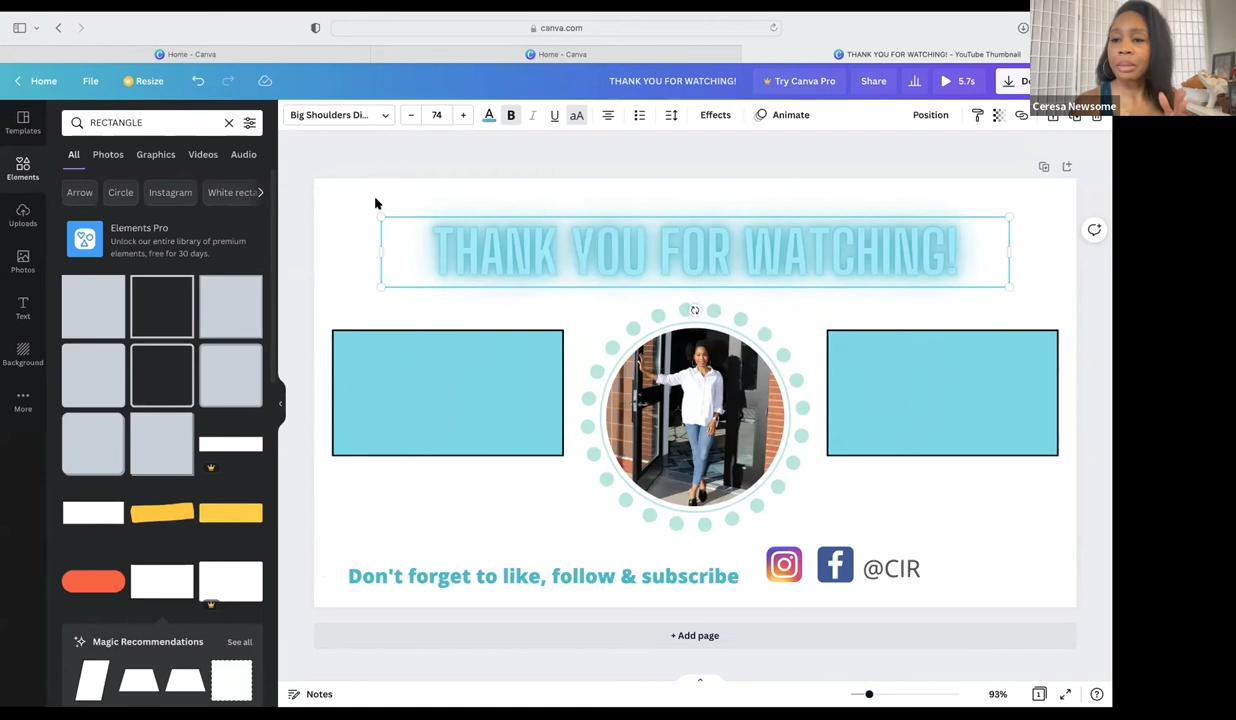 canva.com
Home - Canva
Home - Canva
THANK YOU FOR WATCHING! - YouTube Thumbnail
Ceresa Newsome
Home File Resize THANK YOU FOR WATCHING! Try Canva Pro Share 5.7s
Templates
RECTANGLE
Big Shoulders Di... 74 A B I U aA Effects Animate Position
Elements
All Photos Graphics Videos Audio
Arrow Circle Instagram White recta
Uploads
Elements Pro
Unlock our entire library of premium
elements, free for 30 days.
Photos
Text
Background
More
Magic Recommendations See all
THANK YOU FOR WATCHING!
Don't forget to like, follow & subscribe
@CIR
+ Add page
Notes 93% 1